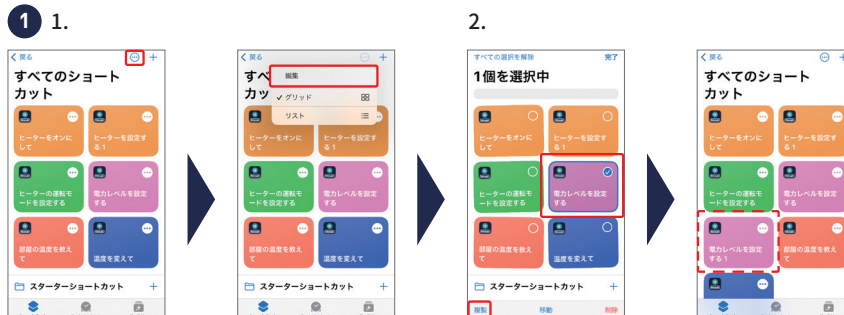 1 1.
2.
戻る
すべてのショート
カット
ヒーターをオンに
して
ヒーターを設定す
る 1
ヒーターの運転モ
ードを設定する
電力レベルを設定
する
部屋の温度を教え
て
温度を変えて
スターターショートカット
戻る
すべ
カッ
編集
グリッド
リスト
ヒーターをオンに
して
ヒーターを設定す
る 1
ヒーターの運転モ
ードを設定する
電力レベルを設定
する
部屋の温度を教え
て
温度を変えて
スターターショートカット
すべての選択を解除
完了
1個を選択中
ヒーターをオンに
して
ヒーターを設定す
る 1
ヒーターの運転モ
ードを設定する
電力レベルを設定
する
部屋の温度を教え
て
温度を変えて
スターターショートカット
複製
移動
削除
戻る
すべてのショート
カット
ヒーターをオンに
して
ヒーターを設定す
る 1
ヒーターの運転モ
ードを設定する
電力レベルを設定
する
電力レベルを設定
する 1
部屋の温度を教え
て